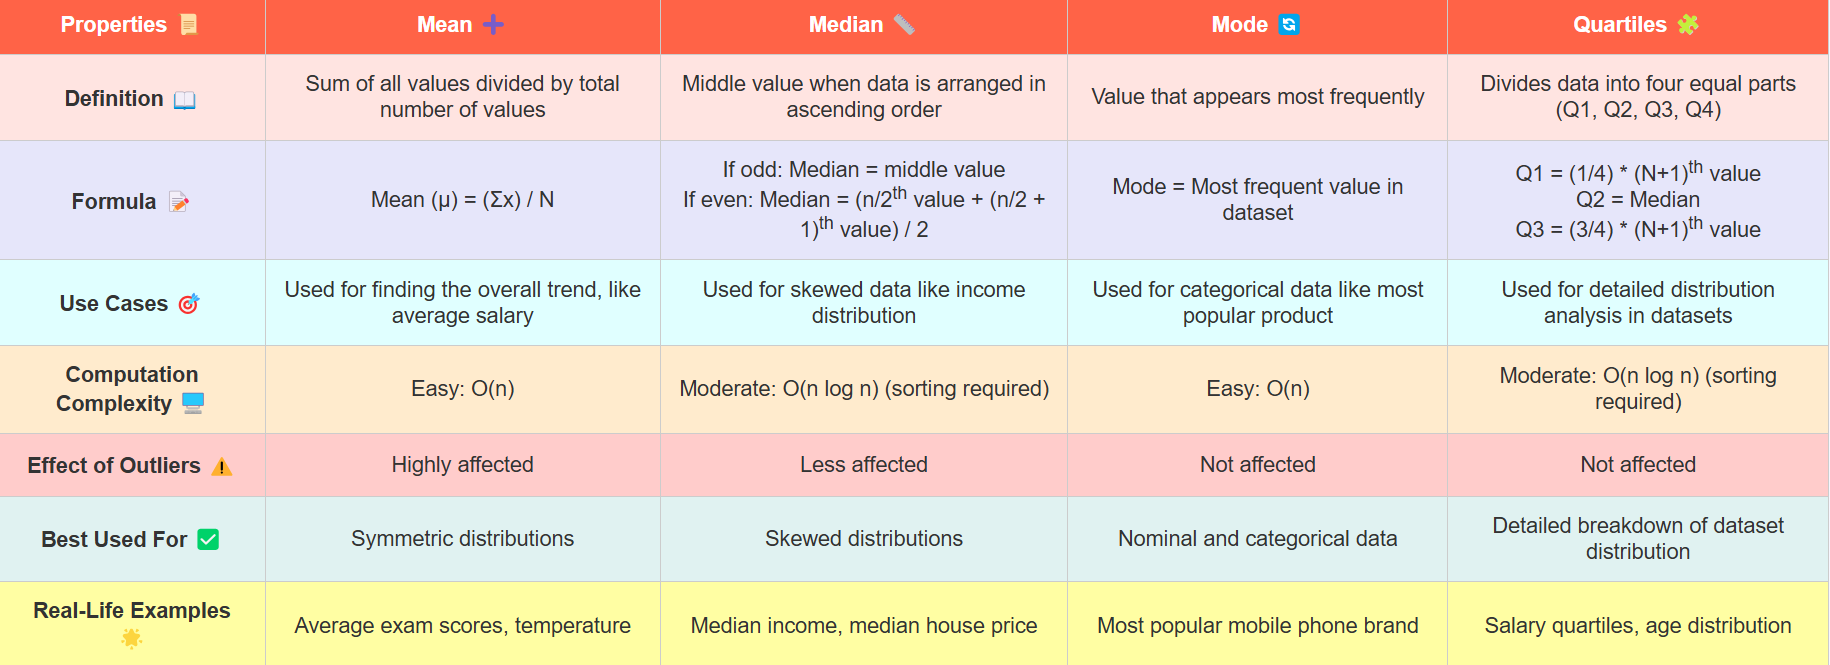 Properties 📜 Mean ➕ Median 📏 Mode 🔄 Quartiles 🧩
Definition 📖
Sum of all values divided by total
number of values
Middle value when data is arranged in
ascending order
Value that appears most frequently
Divides data into four equal parts
(Q1, Q2, Q3, Q4)
Formula 📝
Mean (μ) = (Σx) / N
If odd: Median = middle value
If even: Median = (n/2th value + (n/2 +
1)th value) / 2
Mode = Most frequent value in
dataset
Q1 = (1/4) * (N+1)th value
Q2 = Median
Q3 = (3/4) * (N+1)th value
Use Cases 🎯
Used for finding the overall trend, like
average salary
Used for skewed data like income
distribution
Used for categorical data like most
popular product
Used for detailed distribution
analysis in datasets
Computation
Complexity 🖥️
Easy: O(n)
Moderate: O(n log n) (sorting required)
Easy: O(n)
Moderate: O(n log n) (sorting
required)
Effect of Outliers ⚠️
Highly affected
Less affected
Not affected
Not affected
Best Used For ✅
Symmetric distributions
Skewed distributions
Nominal and categorical data
Detailed breakdown of dataset
distribution
Real-Life Examples
🌟
Average exam scores, temperature
Median income, median house price
Most popular mobile phone brand
Salary quartiles, age distribution